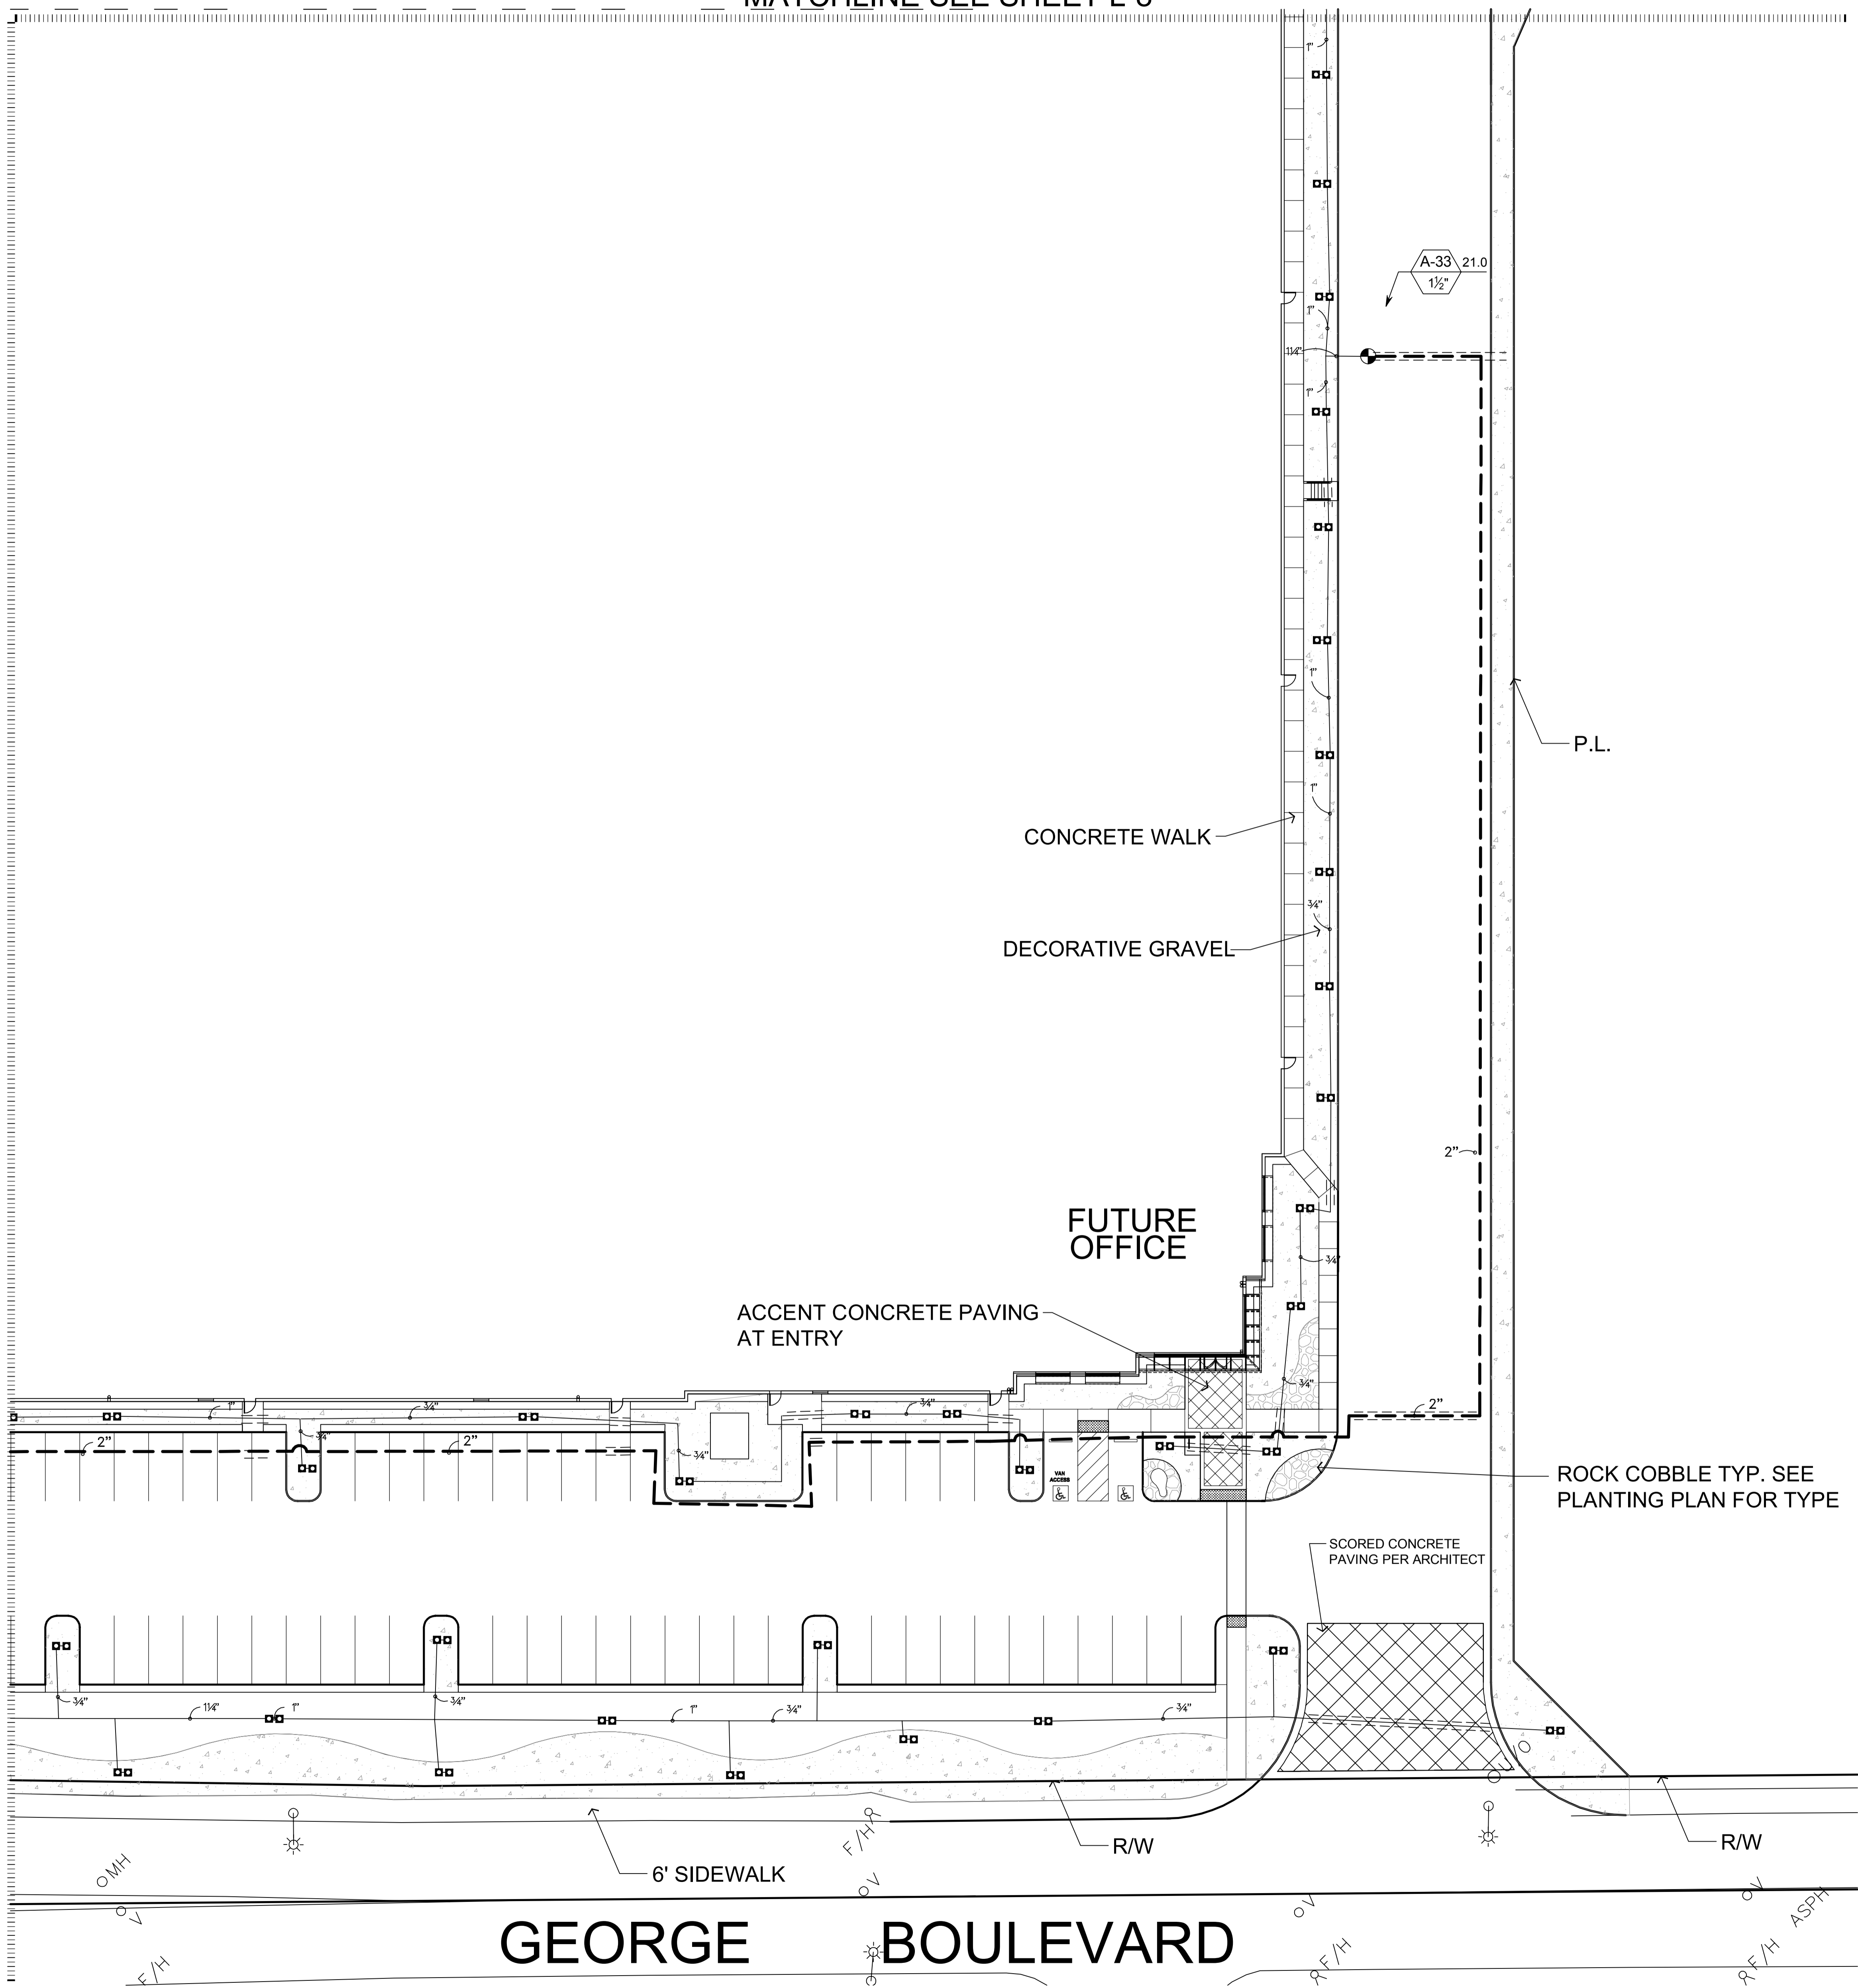 MATCHLINE SEE SHEET L-
1"
A-33 21.0
1½"
1"
1¼"
1"
1"
P.L.
1"
CONCRETE WALK
¾"
DECORATIVE GRAVEL
2"
FUTURE
OFFICE
¾"
ACCENT CONCRETE PAVING
AT ENTRY
¾"
1"
¾"
¾"
2"
¾"
2"
2"
¾"
VAN
ACCESS
ROCK COBBLE TYP. SEE
PLANTING PLAN FOR TYPE
SCORED CONCRETE
PAVING PER ARCHITECT
¾"
1¼"
1"
¾"
1"
¾"
¾"
F/H
R/W
R/W
MH
6' SIDEWALK
V
V
V
V
ASPH
GEORGE BOULEVARD
F/H
F/H
F/H